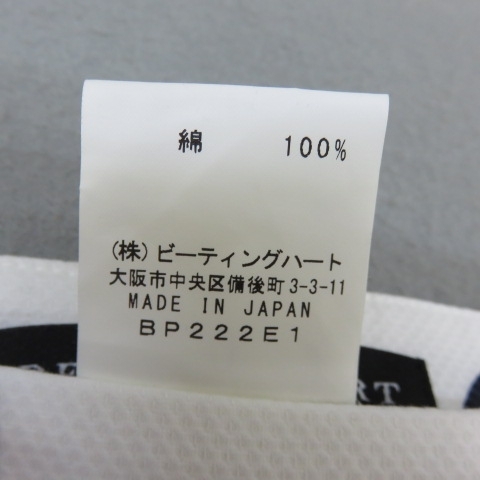 綿 100%
(株)ビーティングハート
大阪市中央区備後町3-3-11
MADE IN JAPAN
BP222E1